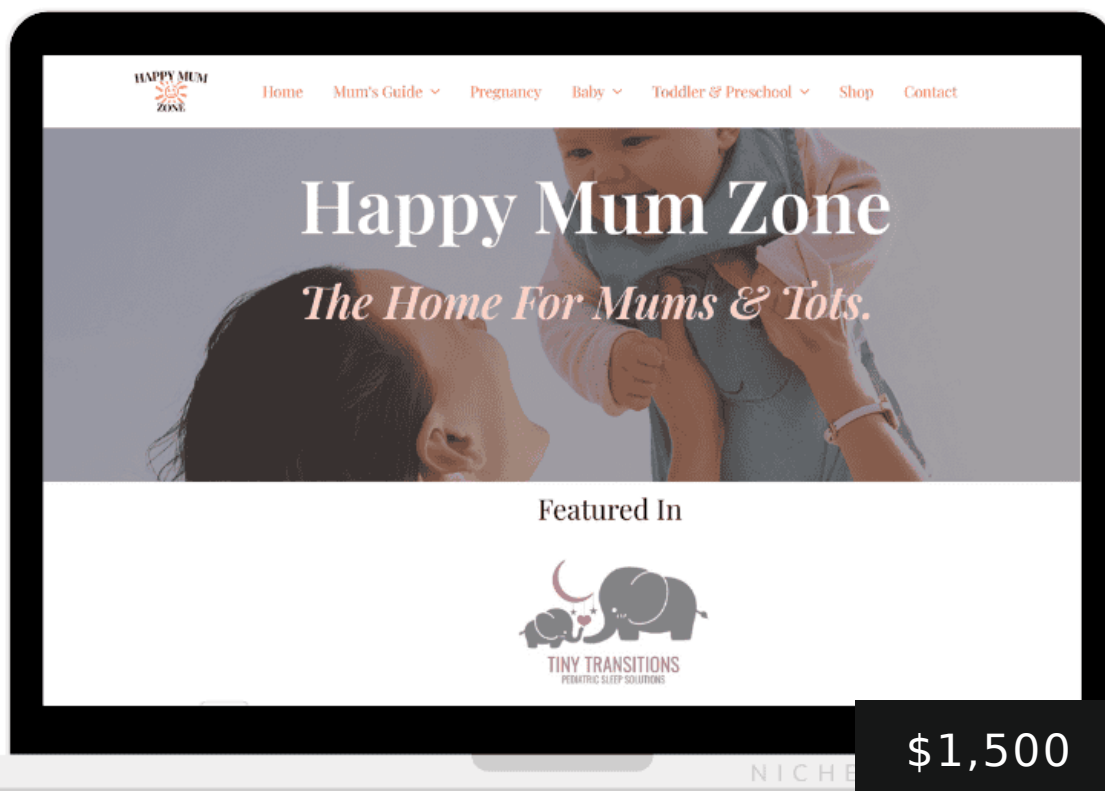 HAPPY MUM
ZONE
Home Mum's Guide Pregnancy Baby Toddler & Preschool Shop Contact
Happy Mum Zone
The Home For Mums & Tots.
Featured In
TINY TRANSITIONS
PEDIATRIC SLEEP SOLUTIONS
NICHE
$1,500